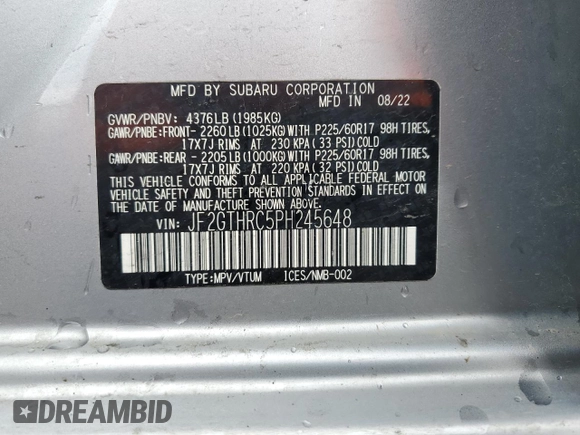 MFD BY SUBARU CORPORATION
MFD IN 08/22
GVWR/PNBV: 4376LB(1985KG)
GAWR/PNBE:FRONT- 2260LB(1025KG)WITH P225/60R17 98H TIRES,
17X7J RIMS AT 230 KPA( 33 PSI)COLD
GAWR/PNBE:REAR - 2205LB(1000KG)WITH P225/60R17 98H TIRES,
17X7J RIMS AT 220 KPA( 32 PSI)COLD
THIS VEHICLE CONFORMS TO ALL APPLICABLE FEDERAL MOTOR
VEHICLE SAFETY AND THEFT PREVENTION STANDARDS IN EFFECT ON
THE DATE OF MANUFACTURE SHOWN ABOVE.
VIN: JF2GTHRC5PH245648
TYPE:MPV/VTUM ICES/NMB-002
DREAMBID